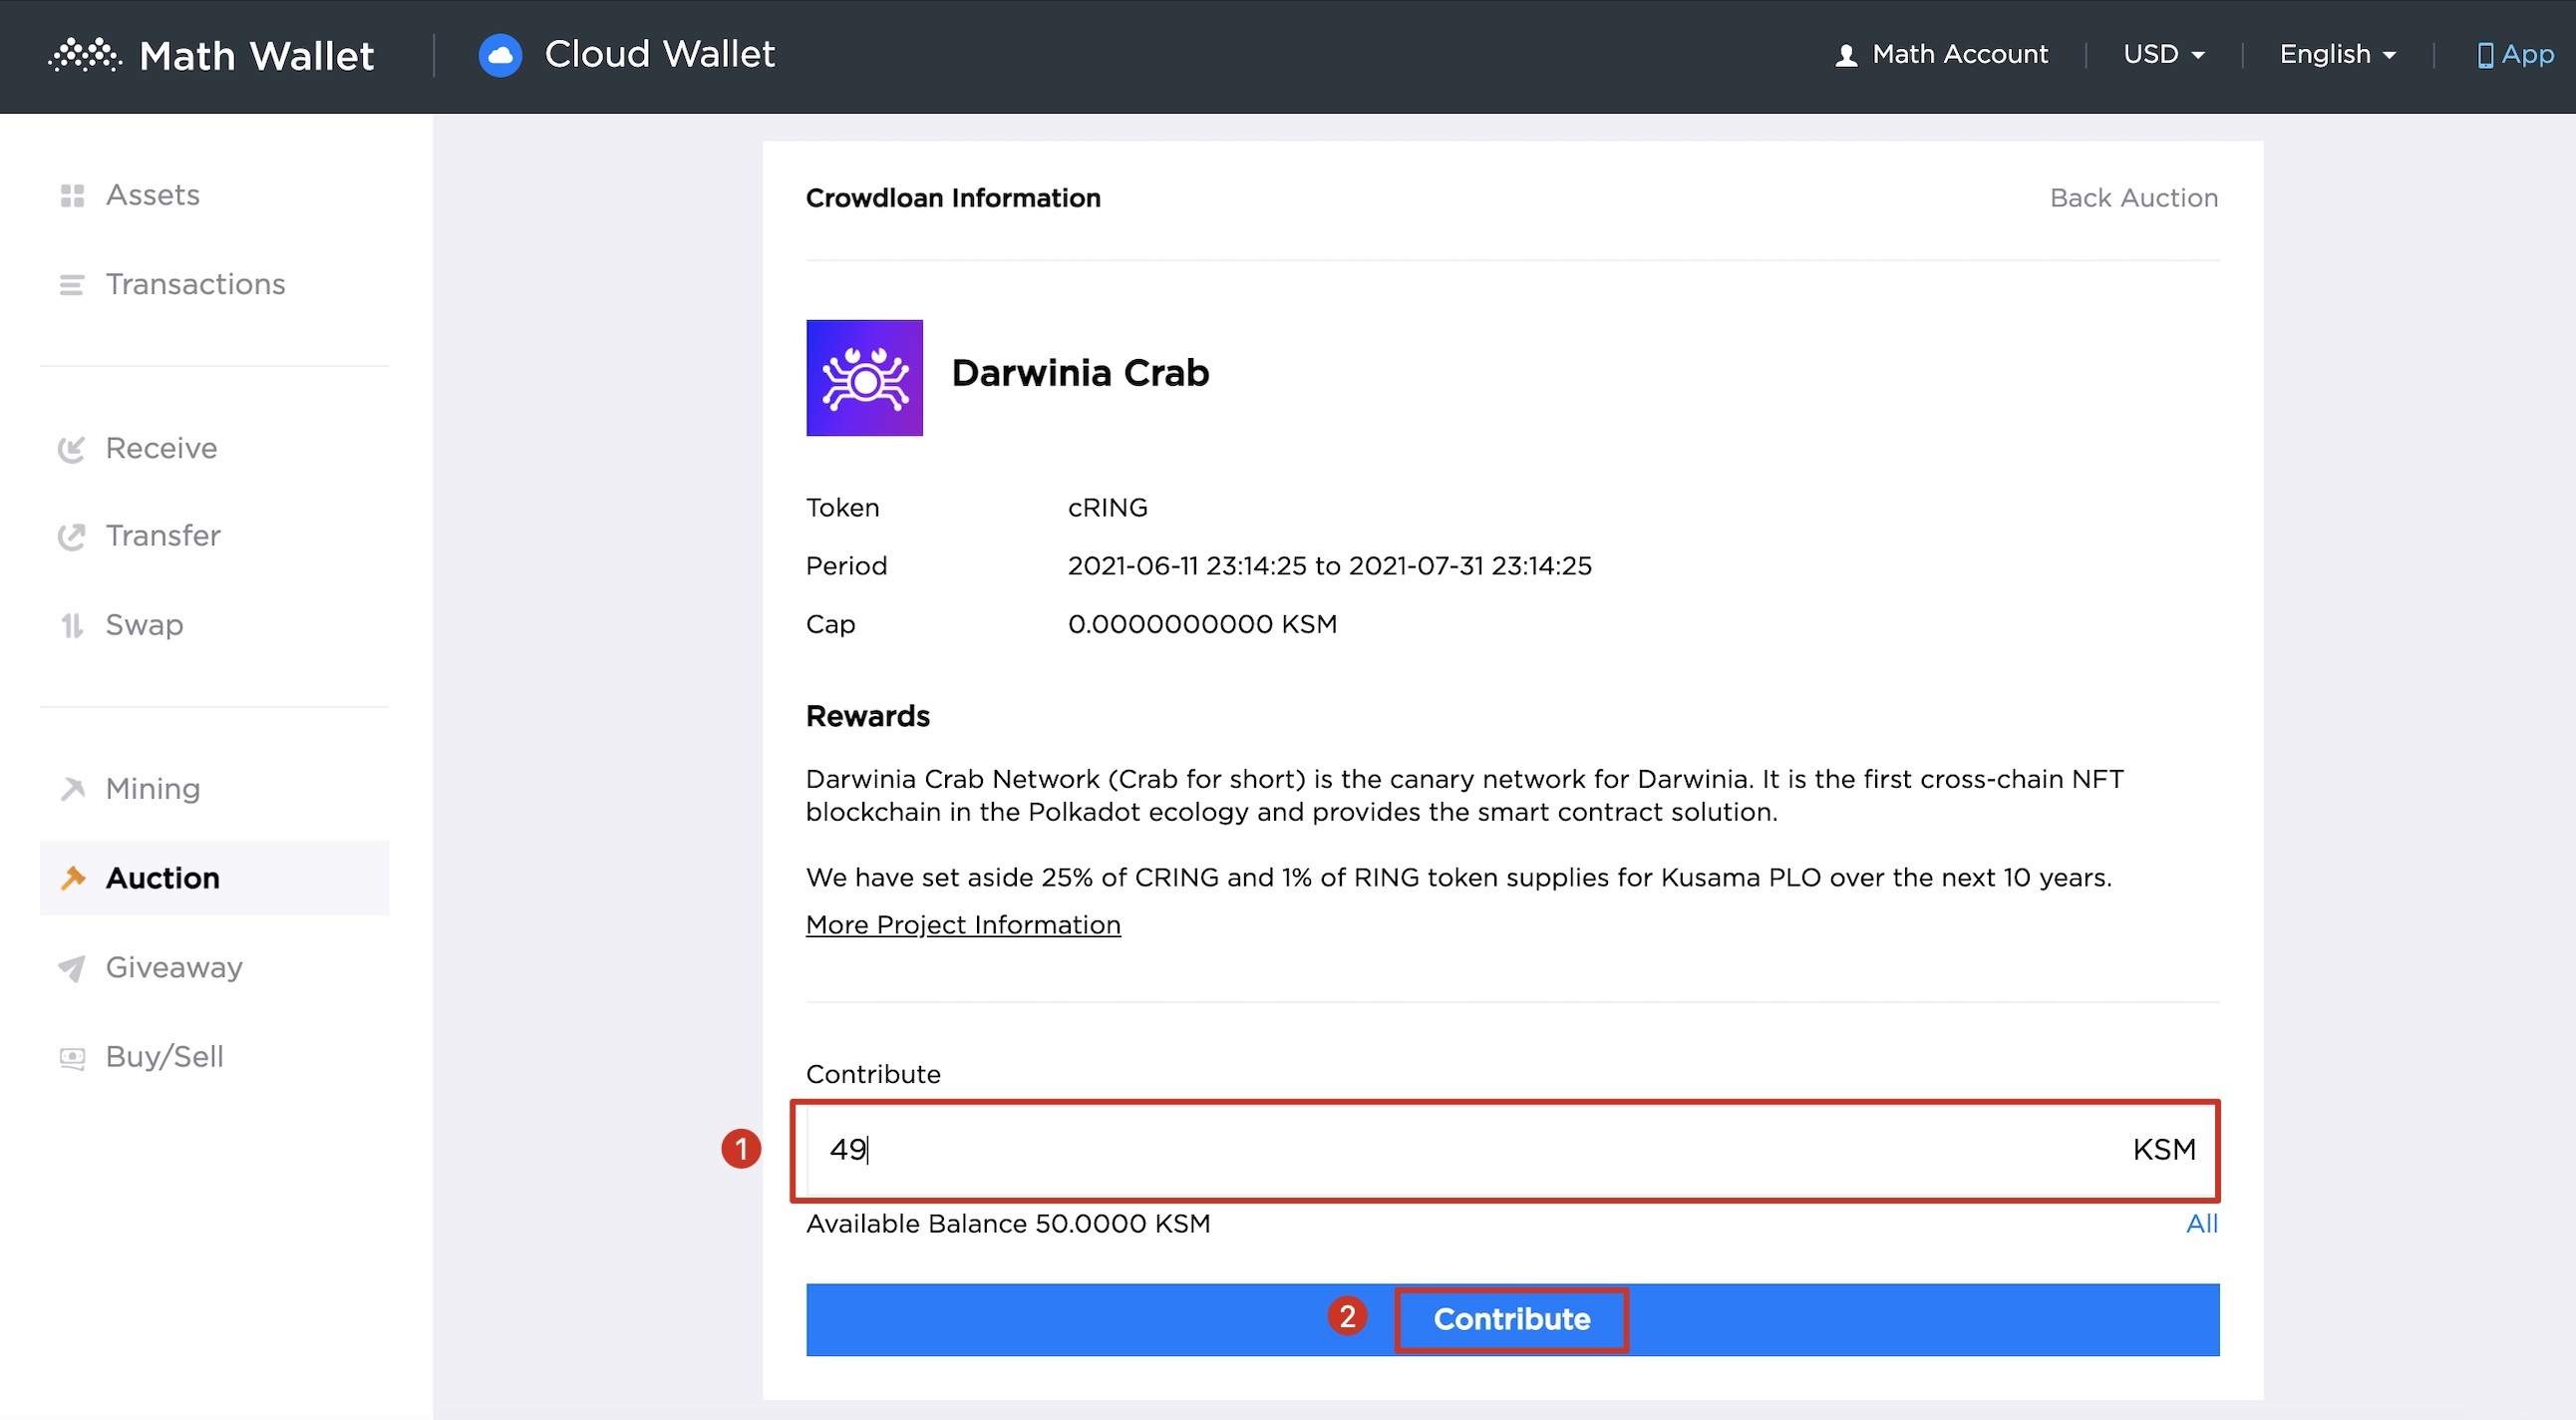 Math Wallet
Cloud Wallet
Math Account
USD
English
App
Assets
Transactions
Receive
Transfer
Swap
Mining
Auction
Giveaway
Buy/Sell
Crowdloan Information
Back Auction
Darwinia Crab
Token cRING
Period 2021-06-11 23:14:25 to 2021-07-31 23:14:25
Cap 0.0000000000 KSM
Rewards
Darwinia Crab Network (Crab for short) is the canary network for Darwinia. It is the first cross-chain NFT
blockchain in the Polkadot ecology and provides the smart contract solution.
We have set aside 25% of CRING and 1% of RING token supplies for Kusama PLO over the next 10 years.
More Project Information
Contribute
1 49 KSM
Available Balance 50.0000 KSM All
2 Contribute